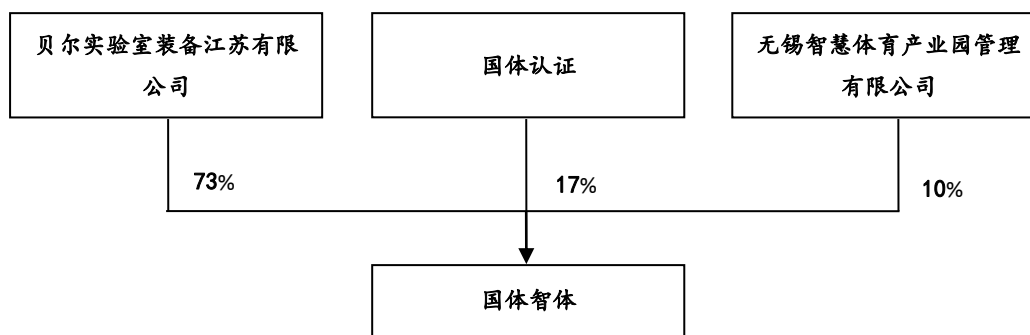 贝尔实验室装备江苏有限
公司
国体认证
无锡智慧体育产业园管理
有限公司
73%
17%
10%
国体智体